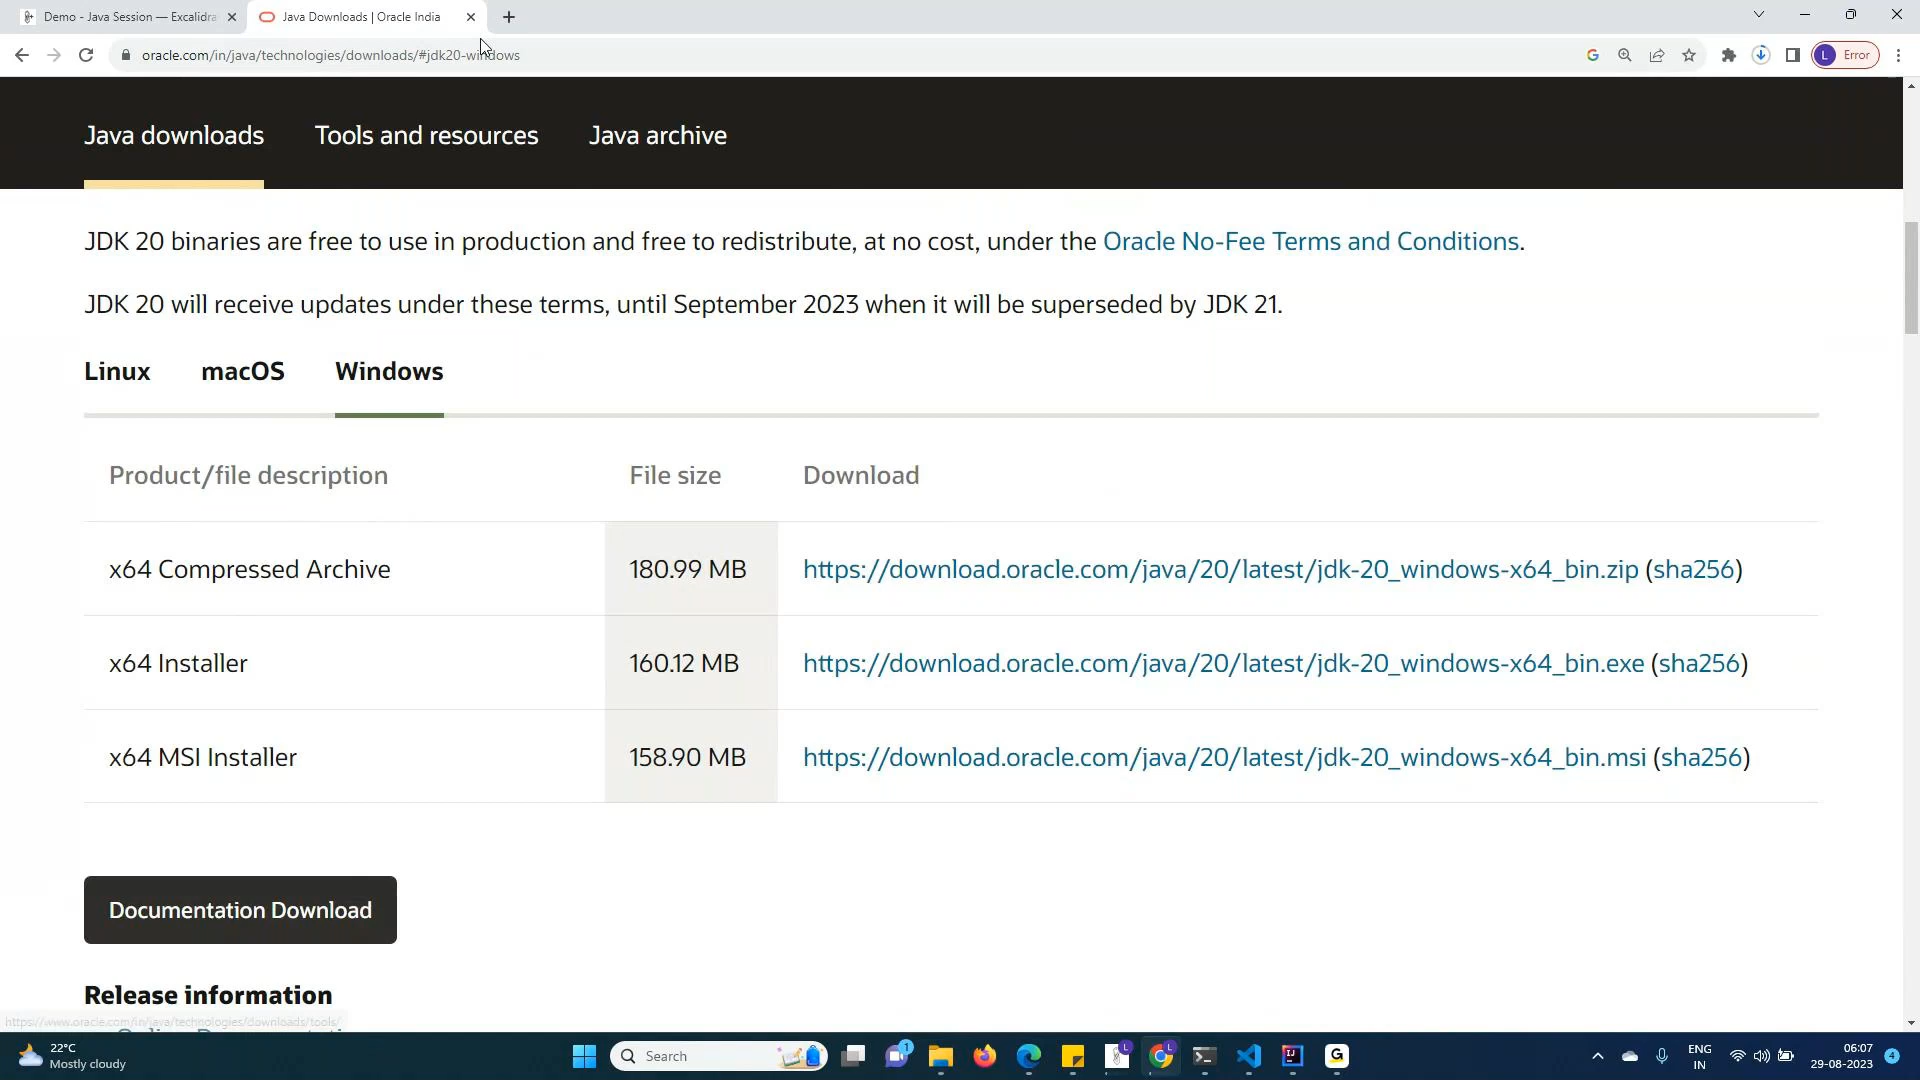 Demo - Java Session — Excalidra
Java Downloads | Oracle India
oracle.com/in/java/technologies/downloads/#jdk20-windows
L Error
Java downloads
Tools and resources
Java archive
JDK 20 binaries are free to use in production and free to redistribute, at no cost, under the Oracle No-Fee Terms and Conditions.
JDK 20 will receive updates under these terms, until September 2023 when it will be superseded by JDK 21.
Linux
macOS
Windows
Product/file description
File size
Download
x64 Compressed Archive
180.99 MB
https://download.oracle.com/java/20/latest/jdk-20_windows-x64_bin.zip (sha256)
x64 Installer
160.12 MB
https://download.oracle.com/java/20/latest/jdk-20_windows-x64_bin.exe (sha256)
x64 MSI Installer
158.90 MB
https://download.oracle.com/java/20/latest/jdk-20_windows-x64_bin.msi (sha256)
Documentation Download
Release information
https://www.oracle.com/in/java/technologies/downloads/tools/
22°C
Mostly cloudy
Search
1
L
L
ENG
IN
06:07
29-08-2023
4